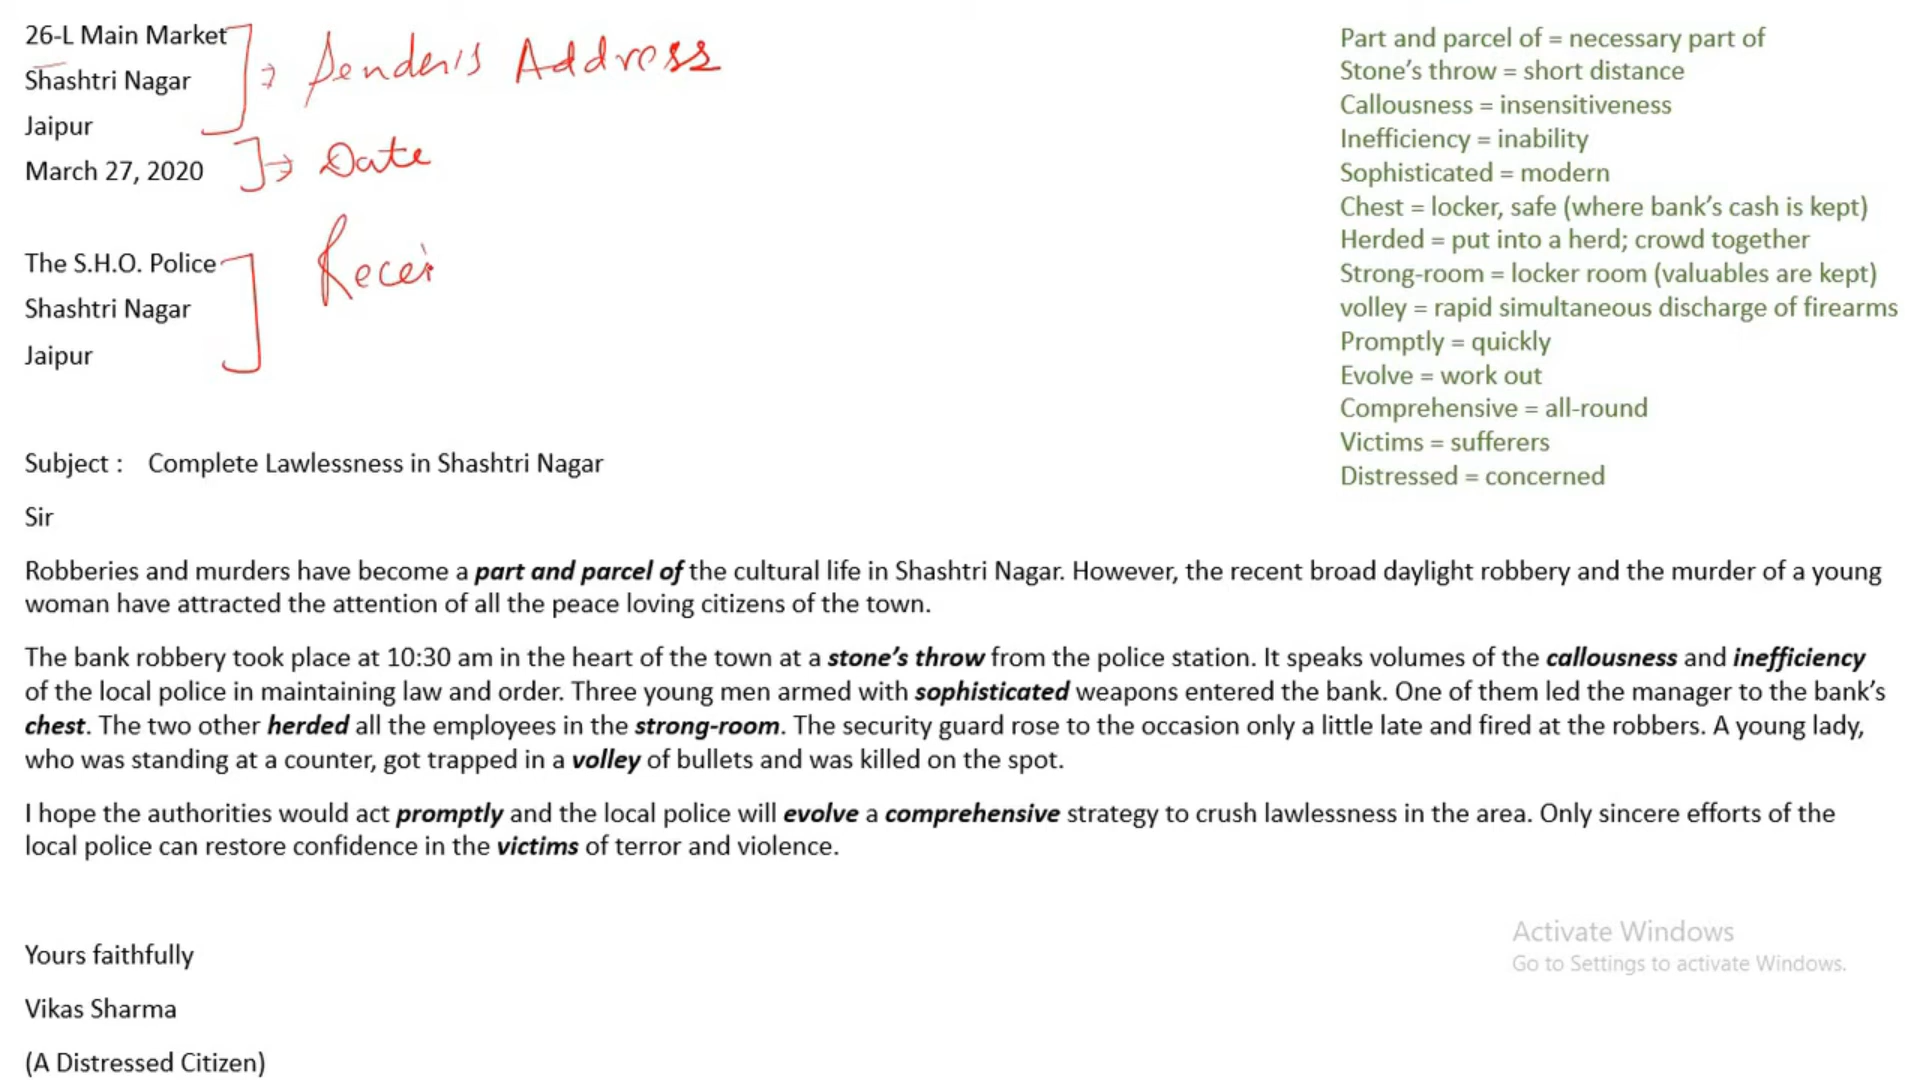 26-L Main Market
Shashtri Nagar
Jaipur
Sender's Address
March 27, 2020
Date
The S.H.O. Police
Shashtri Nagar
Jaipur
Recei
Part and parcel of = necessary part of
Stone’s throw = short distance
Callousness = insensitiveness
Inefficiency = inability
Sophisticated = modern
Chest = locker, safe (where bank’s cash is kept)
Herded = put into a herd; crowd together
Strong-room = locker room (valuables are kept)
volley = rapid simultaneous discharge of firearms
Promptly = quickly
Evolve = work out
Comprehensive = all-round
Victims = sufferers
Distressed = concerned
Subject : Complete Lawlessness in Shashtri Nagar
Sir
Robberies and murders have become a part and parcel of the cultural life in Shashtri Nagar. However, the recent broad daylight robbery and the murder of a young
woman have attracted the attention of all the peace loving citizens of the town.
The bank robbery took place at 10:30 am in the heart of the town at a stone’s throw from the police station. It speaks volumes of the callousness and inefficiency
of the local police in maintaining law and order. Three young men armed with sophisticated weapons entered the bank. One of them led the manager to the bank’s
chest. The two other herded all the employees in the strong-room. The security guard rose to the occasion only a little late and fired at the robbers. A young lady,
who was standing at a counter, got trapped in a volley of bullets and was killed on the spot.
I hope the authorities would act promptly and the local police will evolve a comprehensive strategy to crush lawlessness in the area. Only sincere efforts of the
local police can restore confidence in the victims of terror and violence.
Yours faithfully
Vikas Sharma
(A Distressed Citizen)
Activate Windows
Go to Settings to activate Windows.